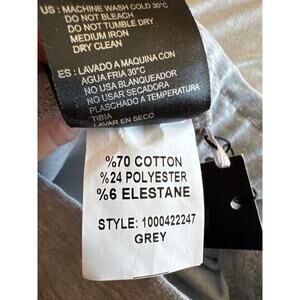 US : MACHINE WASH COLD 30°C
DO NOT BLEACH
DO NOT TUMBLE DRY
MEDIUM IRON
DRY CLEAN
ES : LAVADO A MAQUINA CON
AGUA FRIA 30°C
NO USA BLANQUEADOR
NO USAR SECADORA
PLABCHADO A TEMPERATURA
TIBIA
LAVAR EN SECO
%70 COTTON
%24 POLYESTER
%6 ELESTANE
STYLE: 1000422247
GREY